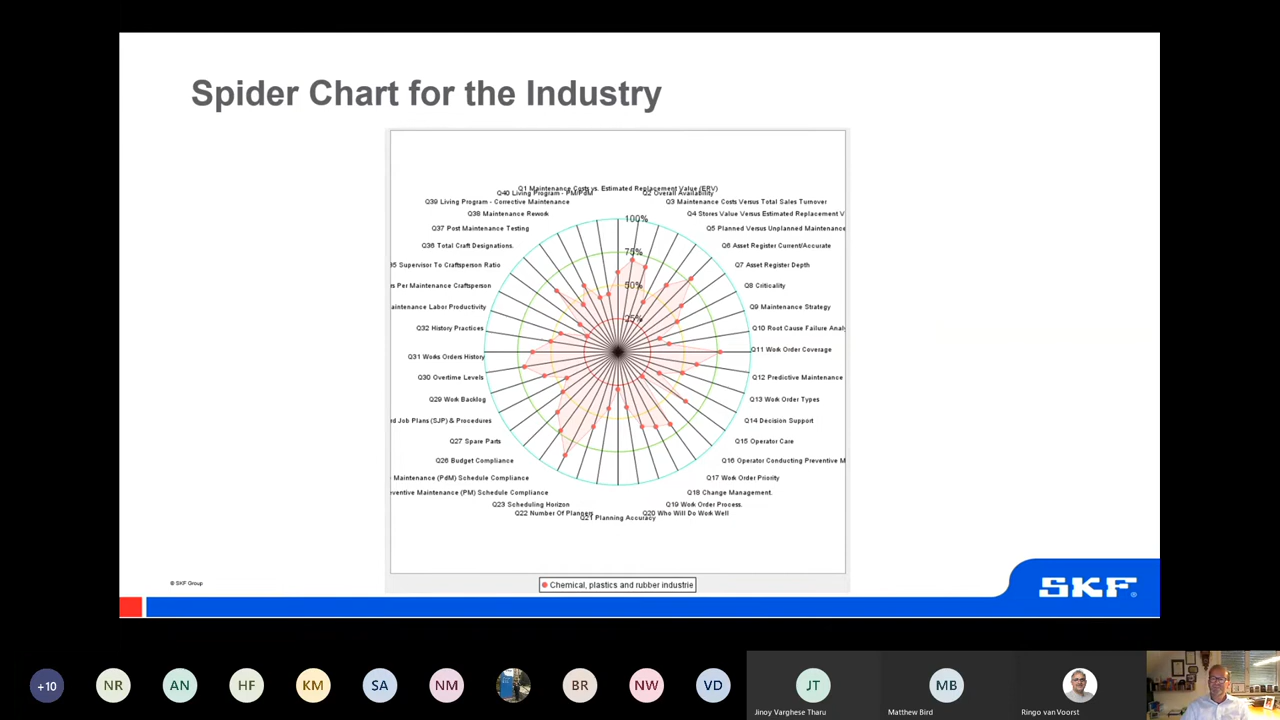 Spider Chart for the Industry
Q1 Maintenance Costs vs. Estimated Replacement Value (ERV)
Q40 Living Program - PM/PdM
Q2 Overall Availability
Q39 Living Program - Corrective Maintenance
Q3 Maintenance Costs Versus Total Sales Turnover
Q38 Maintenance Rework
Q4 Stores Value Versus Estimated Replacement V
100%
Q37 Post Maintenance Testing
Q5 Planned Versus Unplanned Maintenance
Q36 Total Craft Designations.
Q6 Asset Register Current/Accurate
75%
35 Supervisor To Craftsperson Ratio
Q7 Asset Register Depth
rs Per Maintenance Craftsperson
50%
Q8 Criticality
aintenance Labor Productivity
Q9 Maintenance Strategy
25%
Q32 History Practices
Q10 Root Cause Failure Anal
Q31 Works Orders History
Q11 Work Order Coverage
Q30 Overtime Levels
Q12 Predictive Maintenance
Q29 Work Backlog
Q13 Work Order Types
rd Job Plans (SJP) & Procedures
Q14 Decision Support
Q27 Spare Parts
Q15 Operator Care
Q26 Budget Compliance
Q16 Operator Conducting Preventive M
Maintenance (PdM) Schedule Compliance
Q17 Work Order Priority
ventive Maintenance (PM) Schedule Compliance
Q18 Change Management.
Q23 Scheduling Horizon
Q19 Work Order Process.
Q22 Number Of Planners
Q20 Who Will Do Work Well
Q21 Planning Accuracy
Chemical, plastics and rubber industrie
© SKF Group
SKF®
+10
NR
AN
HF
KM
SA
NM
BR
NW
VD
JT
Jinoy Varghese Tharu
MB
Matthew Bird
Ringo van Voorst